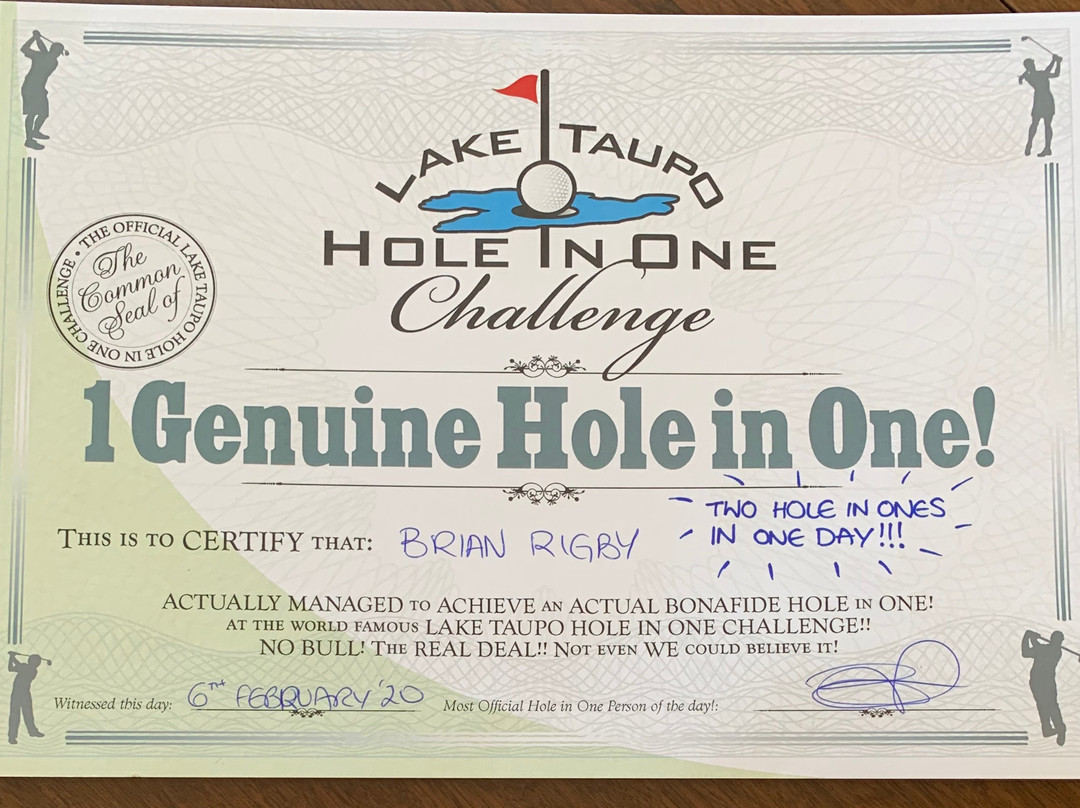 LAKE TAUPO
HOLE IN ONE
Challenge
THE OFFICIAL LAKE TAUPO HOLE IN ONE CHALLENGE •
The
Common
Seal of
1 Genuine Hole in One!
TWO HOLE IN ONES
IN ONE DAY!!!
THIS IS TO CERTIFY THAT: BRIAN RIGBY
ACTUALLY MANAGED TO ACHIEVE AN ACTUAL BONAFIDE HOLE IN ONE!
AT THE WORLD FAMOUS LAKE TAUPO HOLE IN ONE CHALLENGE!!
NO BULL! THE REAL DEAL!! NOT EVEN WE COULD BELIEVE IT!
Witnessed this day: 6TH FEBRUARY '20 Most Official Hole in One Person of the day!: